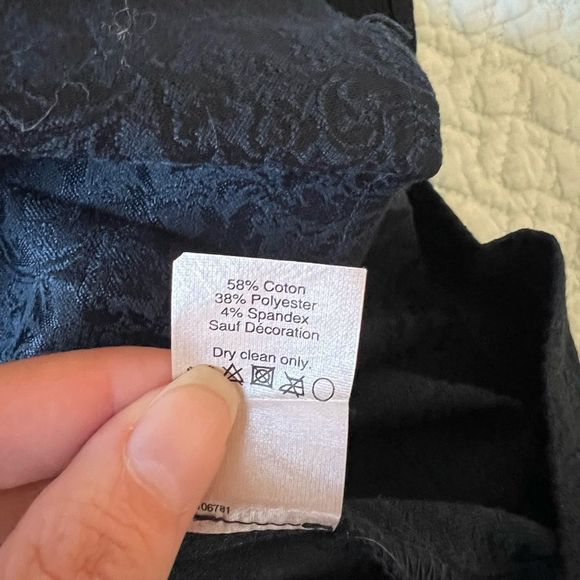 58% Coton
38% Polyester
4% Spandex
Sauf Décoration
Dry clean only.